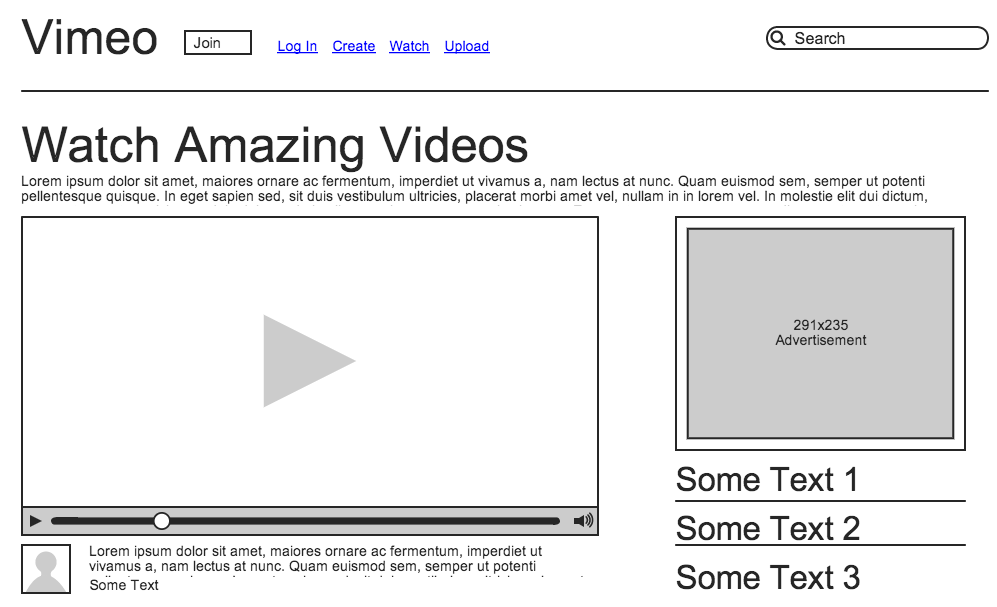 Vimeo
Join
Log In
Create
Watch
Upload
Search
Watch Amazing Videos
Lorem ipsum dolor sit amet, maiores ornare ac fermentum, imperdiet ut vivamus a, nam lectus at nunc. Quam euismod sem, semper ut potenti
pellentesque quisque. In eget sapien sed, sit duis vestibulum ultricies, placerat morbi amet vel, nullam in in lorem vel. In molestie elit dui dictum,
291x235
Advertisement
Some Text 1
Some Text 2
Some Text 3
Lorem ipsum dolor sit amet, maiores ornare ac fermentum, imperdiet ut
vivamus a, nam lectus at nunc. Quam euismod sem, semper ut potenti
Some Text